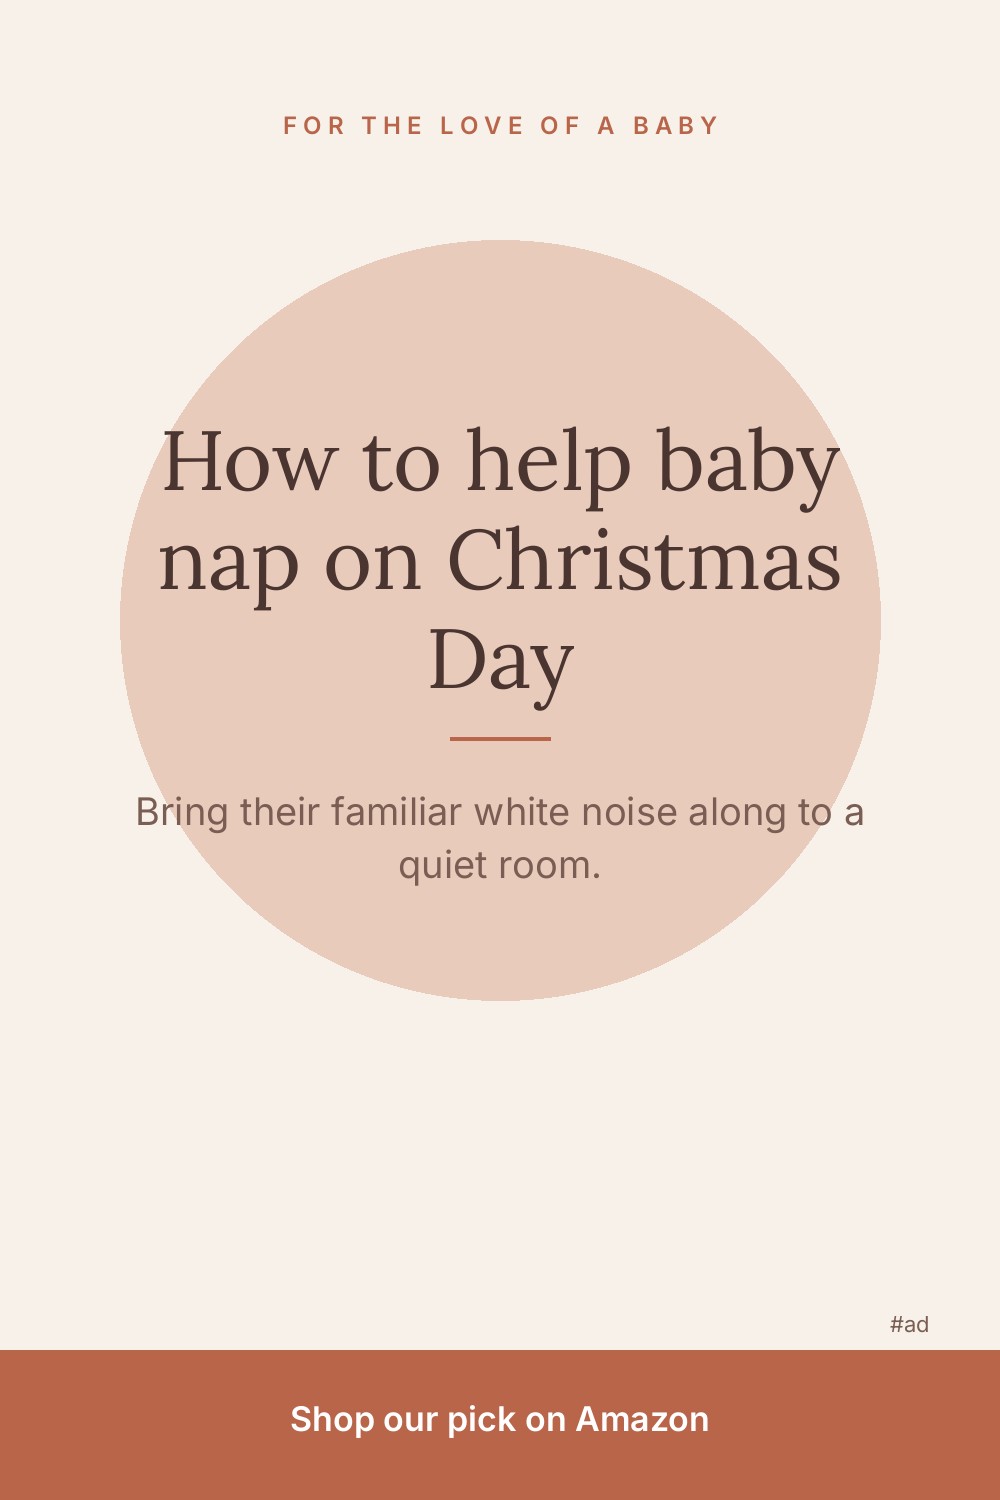 FOR THE LOVE OF A BABY
How to help baby
nap on Christmas
Day
Bring their familiar white noise along to a
quiet room.
#ad
Shop our pick on Amazon